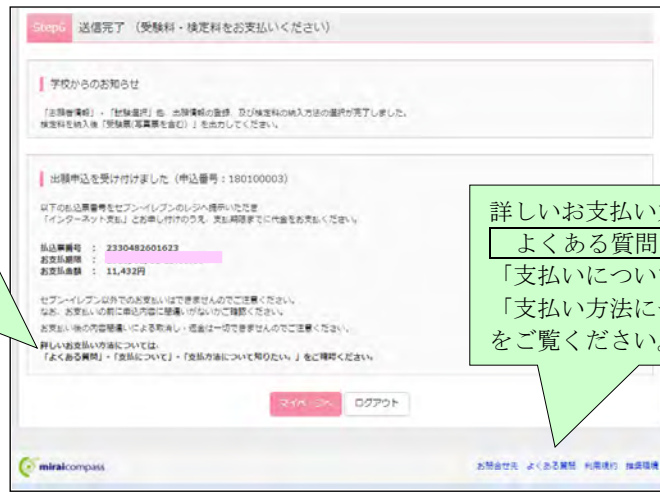 Step6 送信完了 (受験料・検定料をお支払いください)
学校からのお知らせ
「志願者情報」・「試験選択」他、出願情報の登録、及び検定料の納入方法の選択が完了しました。
検定料を納入後「受験票(写真票を含む)」を出力してください。
出願申込を受け付けました (申込番号:180100003)
以下の払込票番号をセブン-イレブンのレジへ提示いただき
「インターネット支払」とお申し付けのうえ、支払期限までに代金をお支払ください。
払込票番号 : 2330482601623
お支払期限 :
お支払金額 : 11,432円
セブン-イレブン以外でのお支払いはできませんのでご注意ください。
なお、お支払いの前に申込内容に間違いがないかご確認ください。
お支払い後の内容間違いによる取消し・返金は一切できませんのでご注意ください。
詳しいお支払い方法については、
「よくある質問」・「支払について」・「支払方法について知りたい。」をご確認ください。
マイページへ ログアウト
詳しいお支払い
よくある質問
「支払いについ
「支払い方法に
をご覧ください。
miraicompass
お問合せ先 よくある質問 利用規約 推奨環境